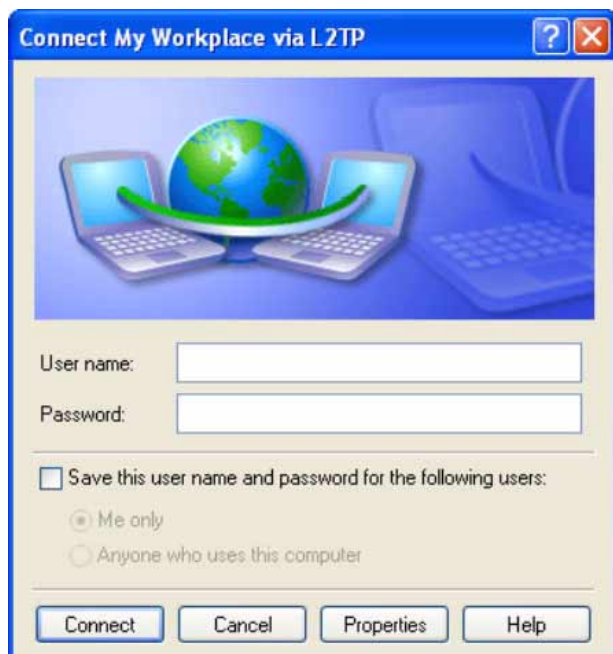 Connect My Workplace via L2TP
User name:
Password:
Save this user name and password for the following users:
Me only
Anyone who uses this computer
Connect
Cancel
Properties
Help